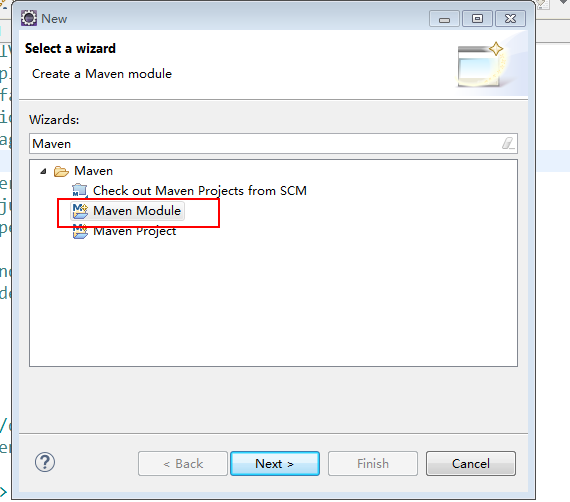 New
Select a wizard
Create a Maven module
Wizards:
Maven
Maven
Check out Maven Projects from SCM
Maven Module
Maven Project
< Back
Next >
Finish
Cancel